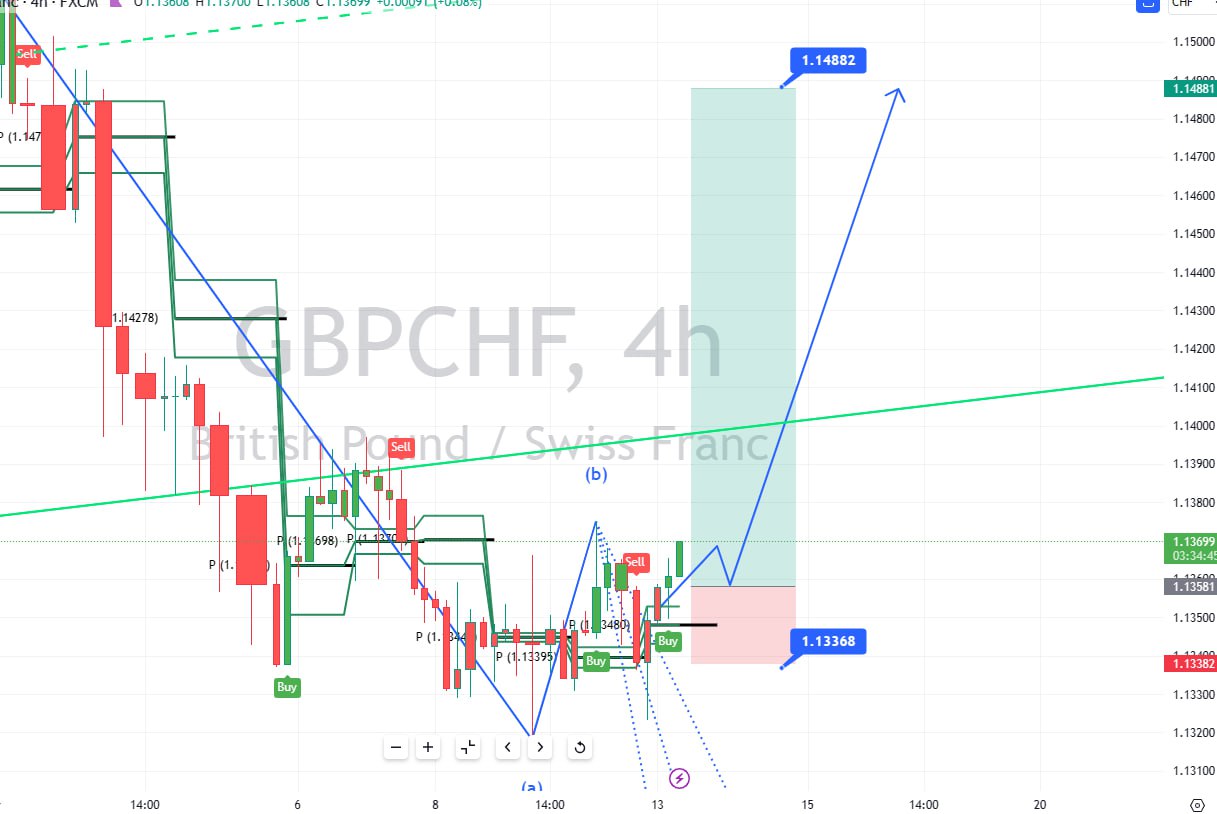 nc · 4h · FXCM O1.13608 H1.13700 L1.13608 C1.13699 +0.00091 (+0.08%)
CHF
1.15000
Sell
1.14882
1.14881
1.14800
P (1.147
1.14700
1.14600
1.14500
1.14400
1.14278)
1.14300
GBPCHF, 4h
1.14200
1.14100
1.14000
British Pound / Swiss Franc
Sell
1.13900
(b)
1.13800
P (1.13698)
P (1.1370
1.13699
03:34:45
P (1.
Sell
1.13581
P (1.13480)
1.13500
P (1.1344
Buy
1.13368
P (1.13395)
Buy
1.13382
Buy
1.13300
1.13200
1.13100
(a)
14:00
6
8
14:00
13
15
14:00
20